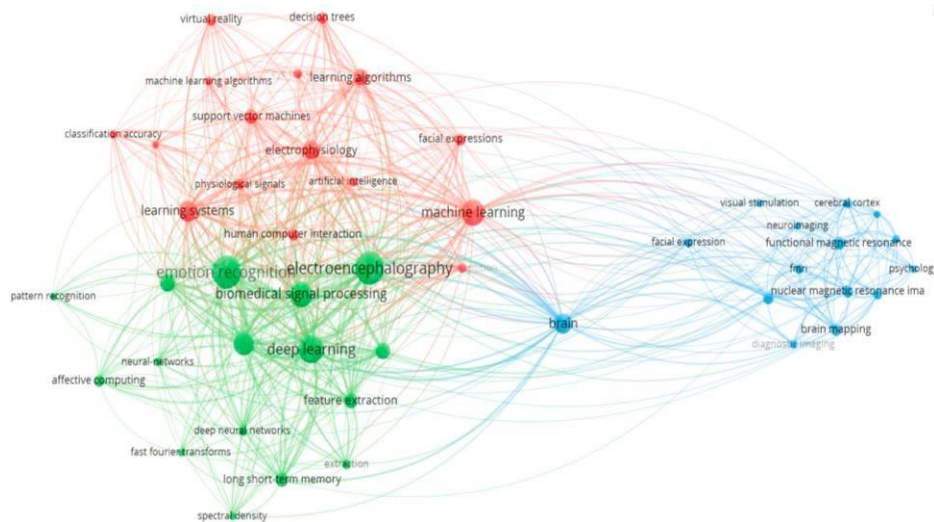 virtual reality
decision trees
machine learning algorithms
learning algorithms
support vector machines
classification accuracy
facial expressions
electrophysiology
physiological signals
artificial intelligence
learning systems
machine learning
visual stimulation
cerebral cortex
human computer interaction
neuroimaging
facial expression
functional magnetic resonance
emotion recognition
electroencephalography
fmri
psycholog
pattern recognition
biomedical signal processing
nuclear magnetic resonance ima
brain
brain mapping
deep learning
diagnostic imaging
neural-networks
affective computing
feature extraction
deep neural networks
fast fourier transforms
extraction
long short-term memory
spectral density